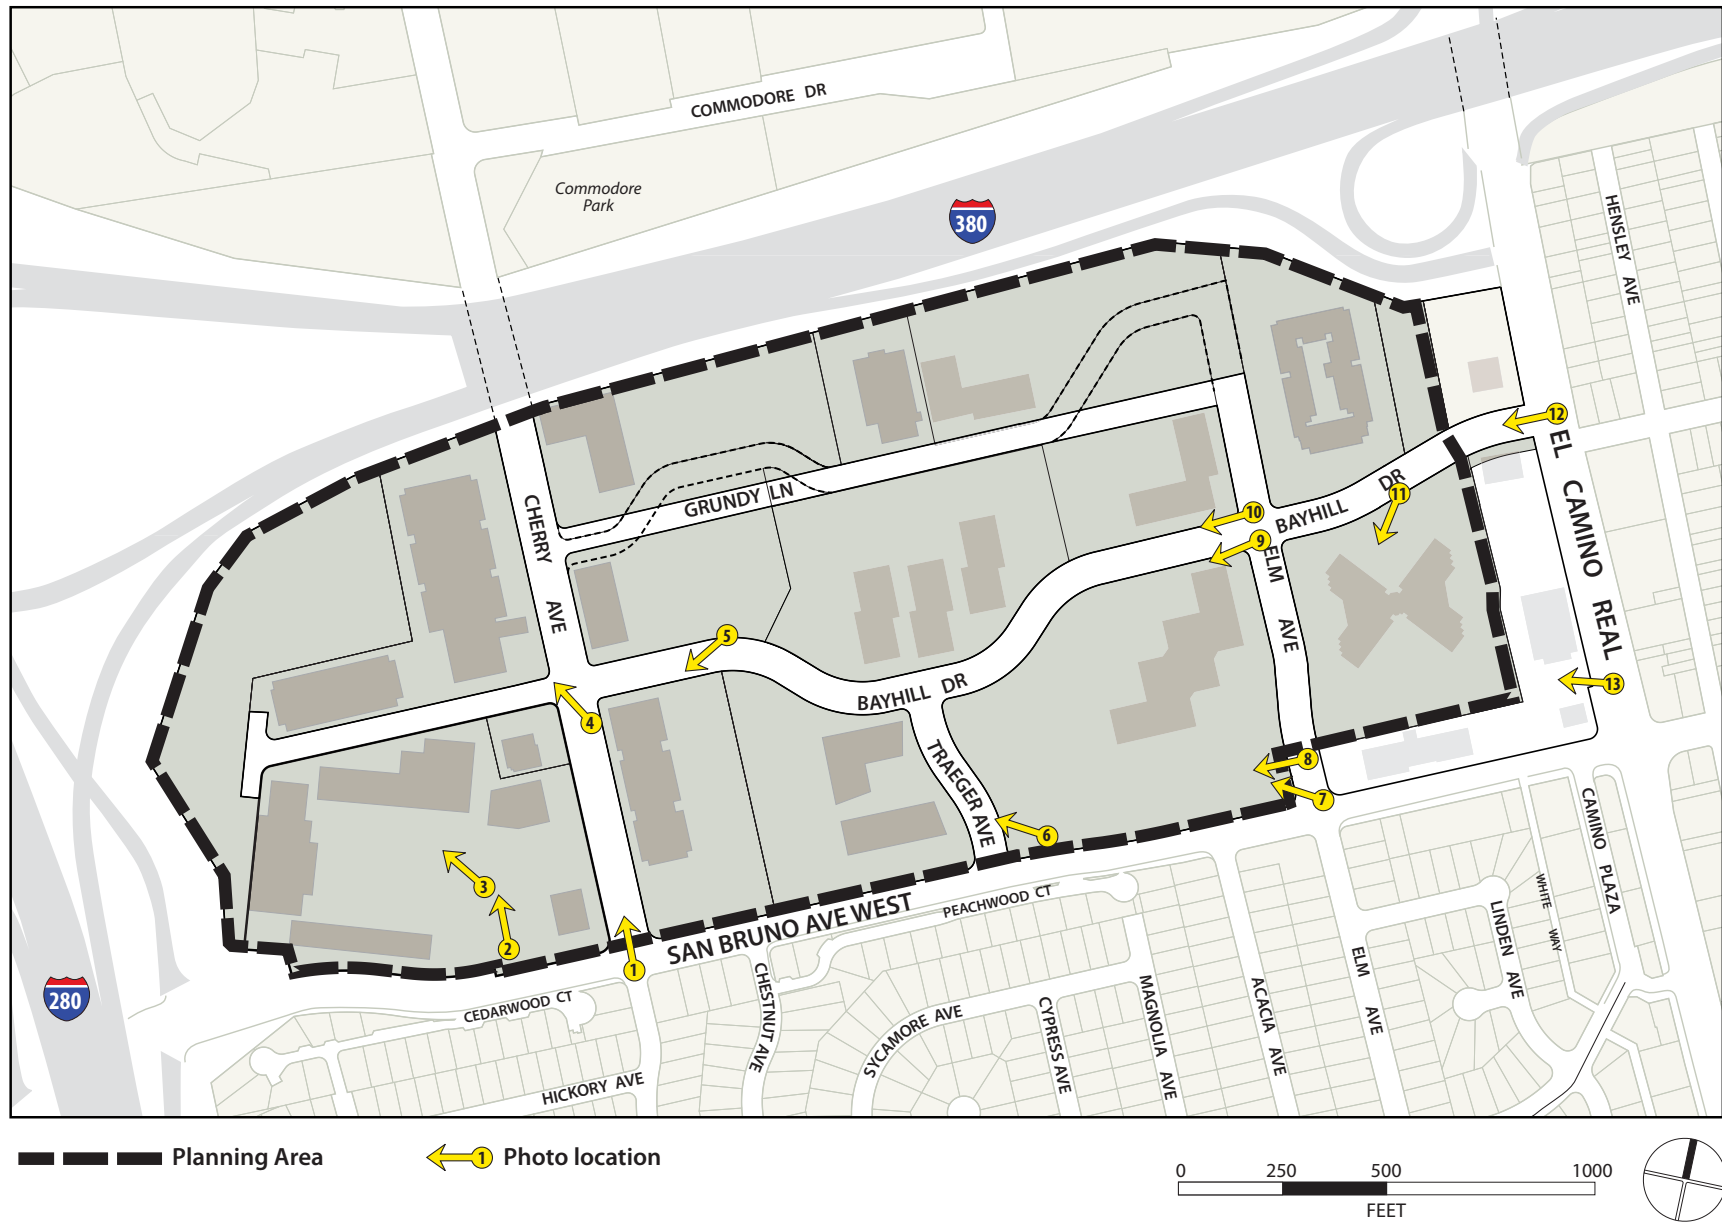 COMMODORE DR
Commodore
Park
380
HENSLEY AVE
12
EL CAMINO REAL
GRUNDY LN
CHERRY AVE
DR
11
10
BAYHILL
9
ELM AVE
5
BAYHILL DR
13
4
TRAEGER AVE
8
7
6
3
2
1
SAN BRUNO AVE WEST
PEACHWOOD CT
CAMINO PLAZA
WHITE WAY
LINDEN AVE
280
CEDARWOOD CT
CHESTNUT AVE
SYCAMORE AVE
CYPRESS AVE
MAGNOLIA AVE
ACACIA AVE
ELM AVE
HICKORY AVE
Planning Area
1 Photo location
0 250 500 1000
FEET